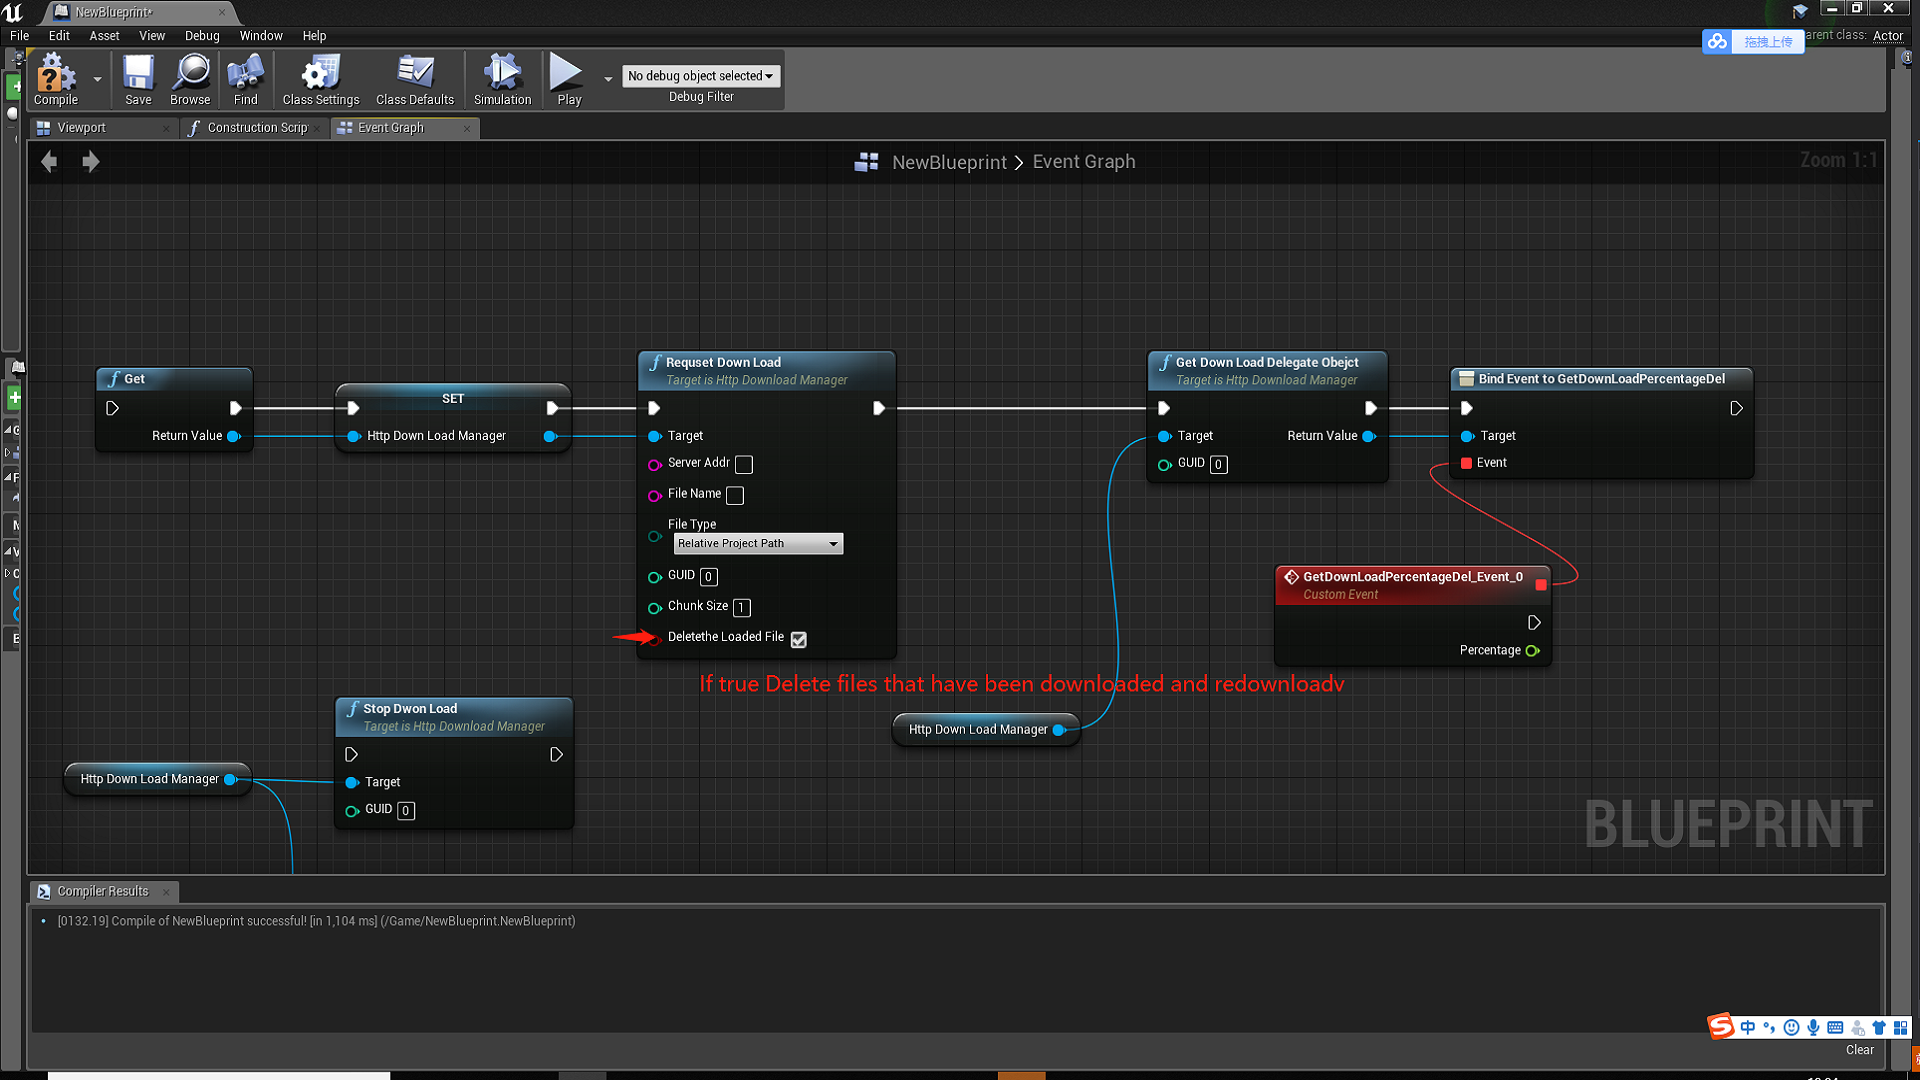 NewBlueprint*
File Edit Asset View Debug Window Help
拖拽上传
arent class: Actor
Compile Save Browse Find Class Settings Class Defaults Simulation Play
No debug object selected
Debug Filter
Viewport
Construction Scrip
Event Graph
NewBlueprint > Event Graph
Zoom 1:1
Get
Return Value
SET
Http Down Load Manager
Requset Down Load
Target is Http Download Manager
Target
Server Addr
File Name
File Type
Relative Project Path
GUID 0
Chunk Size 1
Deletethe Loaded File
If true Delete files that have been downloaded and redownloadv
Get Down Load Delegate Obejct
Target is Http Download Manager
Target Return Value
GUID 0
Bind Event to GetDownLoadPercentageDel
Target
Event
GetDownLoadPercentageDel_Event_0
Custom Event
Percentage
Http Down Load Manager
Stop Dwon Load
Target is Http Download Manager
Target
GUID 0
Http Down Load Manager
BLUEPRINT
Compiler Results
[0132.19] Compile of NewBlueprint successful! [in 1,104 ms] (/Game/NewBlueprint.NewBlueprint)
中
Clear